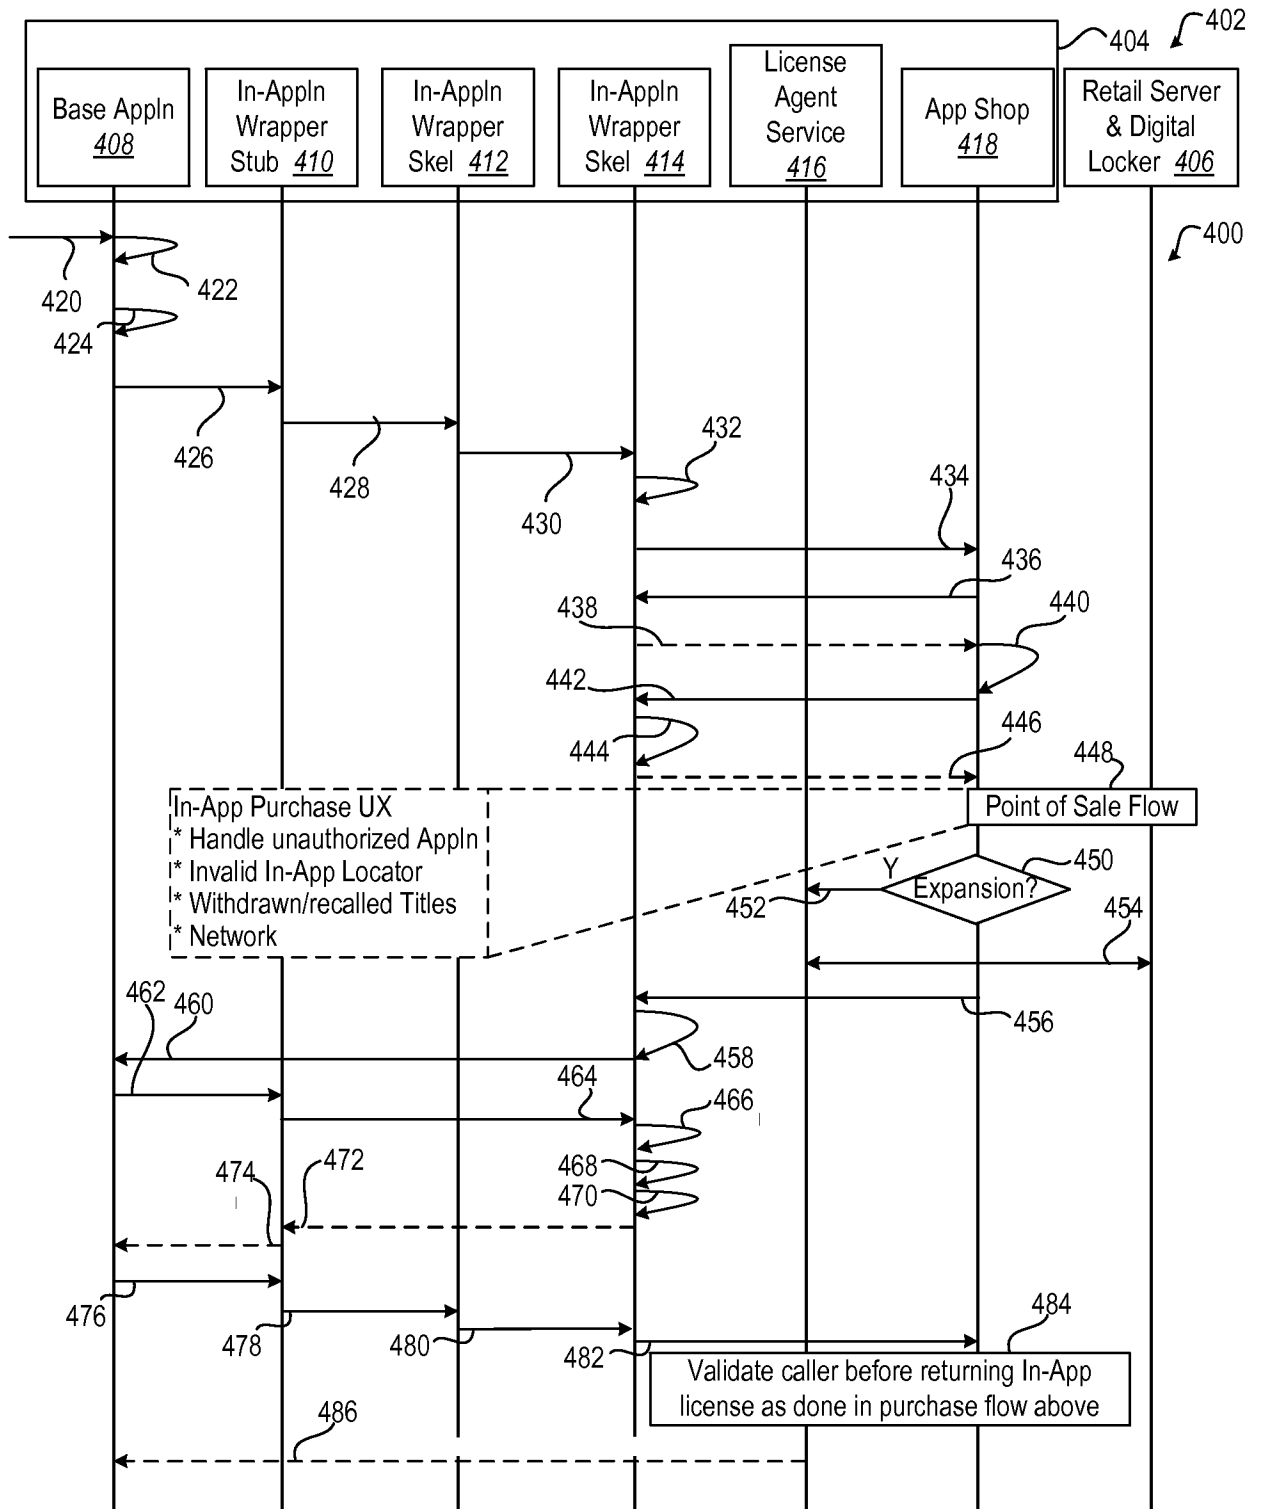 402
404
Base Appln
408
In-Appln
Wrapper
Stub 410
In-Appln
Wrapper
Skel 412
In-Appln
Wrapper
Skel 414
License
Agent
Service
416
App Shop
418
Retail Server
& Digital
Locker 406
400
420
422
424
426
428
430
432
434
436
438
440
442
444
446
448
In-App Purchase UX
* Handle unauthorized Appln
* Invalid In-App Locator
* Withdrawn/recalled Titles
* Network
Point of Sale Flow
450
Y
Expansion?
452
454
462
460
456
458
464
466
468
470
472
474
476
478
480
482
484
Validate caller before returning In-App
license as done in purchase flow above
486